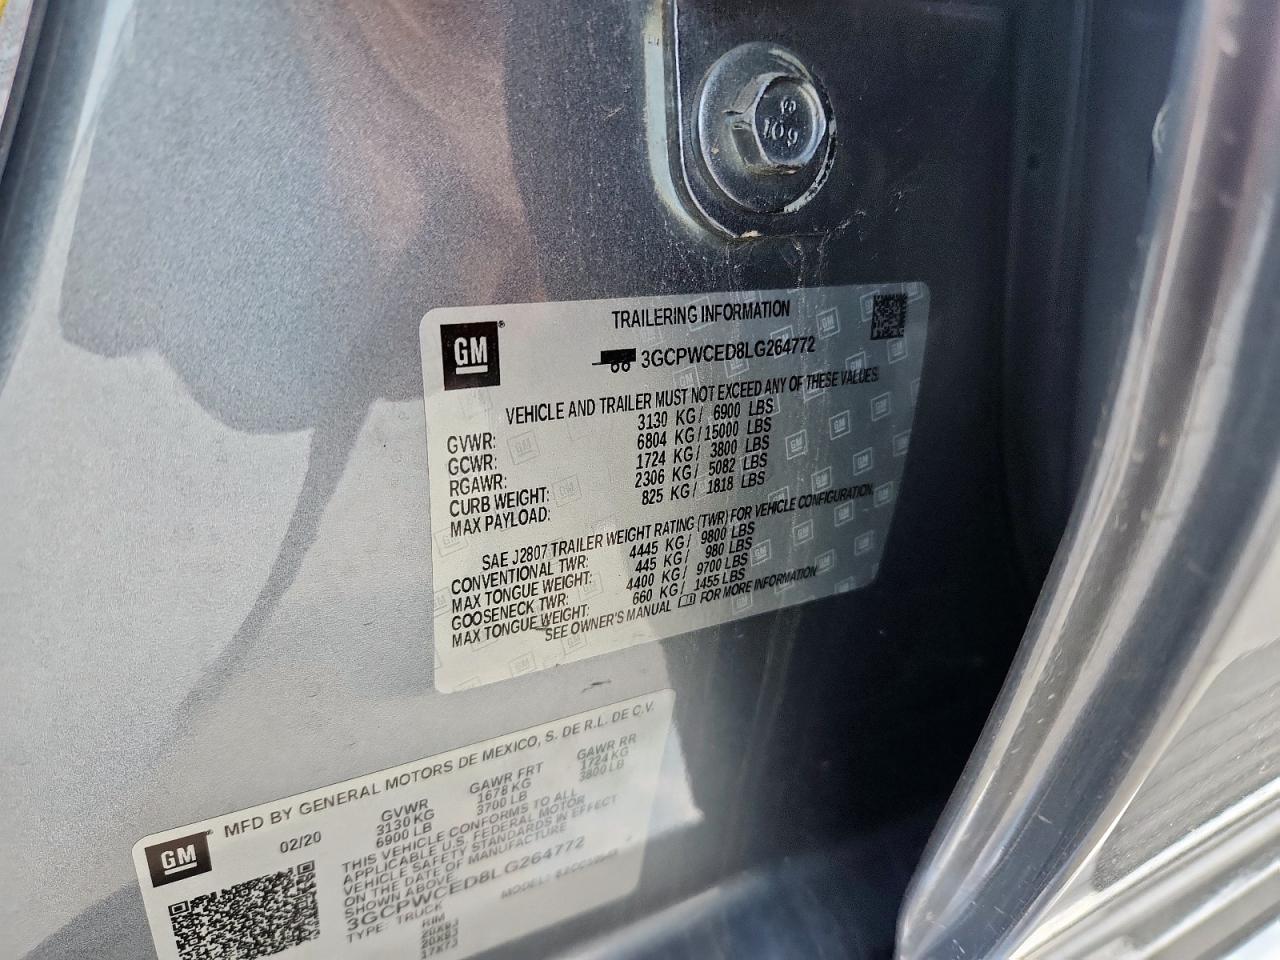 109
TRAILERING INFORMATION
GM
3GCPWCED8LG264772
VEHICLE AND TRAILER MUST NOT EXCEED ANY OF THESE VALUES.
GVWR: 3130 KG/ 6900 LBS
GCWR: 6804 KG/15000 LBS
RGAWR: 1724 KG/ 3800 LBS
CURB WEIGHT: 2306 KG/ 5082 LBS
MAX PAYLOAD: 825 KG/ 1818 LBS
SAE J2807 TRAILER WEIGHT RATING (TWR) FOR VEHICLE CONFIGURATION.
CONVENTIONAL TWR: 4445 KG/ 9800 LBS
MAX TONGUE WEIGHT: 445 KG/ 980 LBS
GOOSENECK TWR: 4400 KG/ 9700 LBS
MAX TONGUE WEIGHT: 660 KG/ 1455 LBS
SEE OWNER'S MANUAL FOR MORE INFORMATION
GM
MFD BY GENERAL MOTORS DE MEXICO, S. DE R.L. DE C.V.
02/20 GVWR GAWR FRT GAWR RR
3130 KG 1678 KG 1724 KG
6900 LB 3700 LB 3800 LB
THIS VEHICLE CONFORMS TO ALL
APPLICABLE U.S. FEDERAL MOTOR
VEHICLE SAFETY STANDARDS IN EFFECT
ON THE DATE OF MANUFACTURE
SHOWN ABOVE.
3GCPWCED8LG264772
TYPE: TRUCK MODEL:
RIM
20X9J
20X9J
17X7J